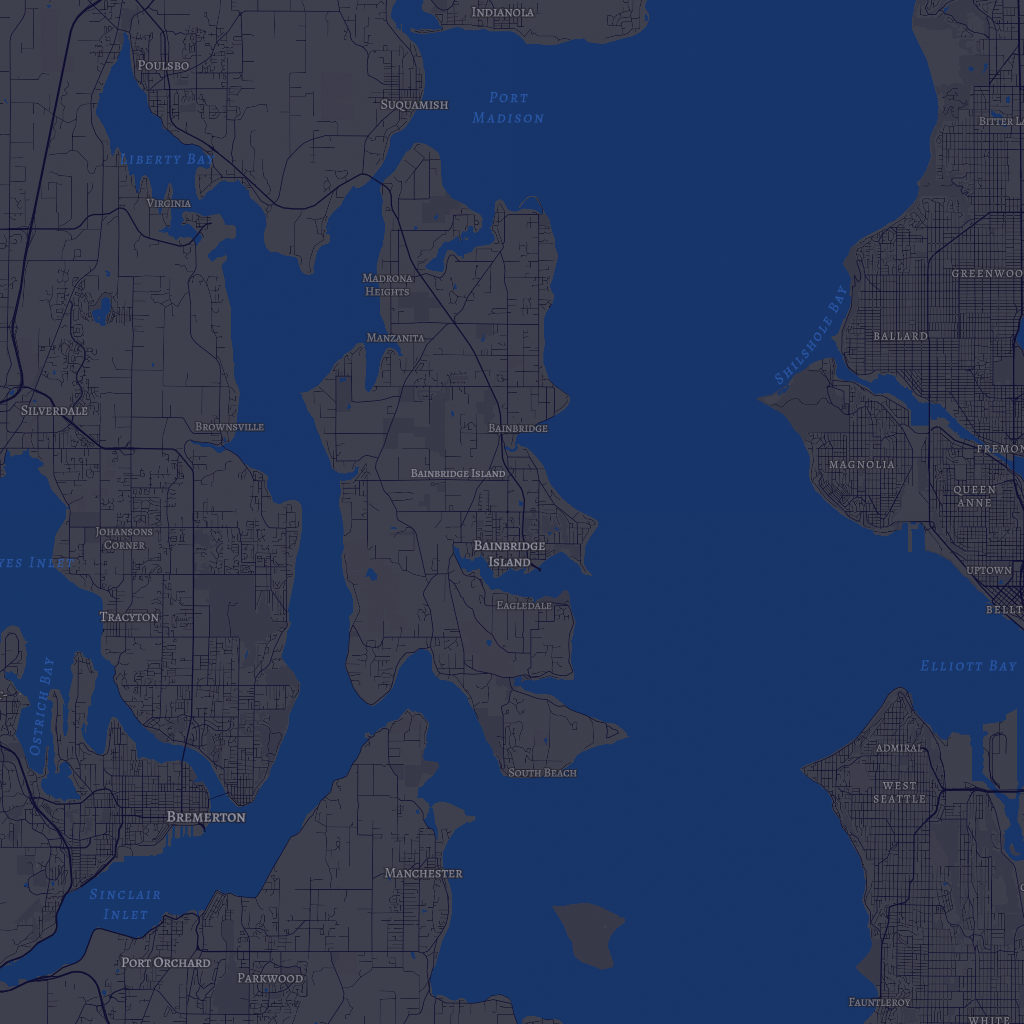 Indianola
Poulsbo
Suquamish
Port
Madison
Liberty Bay
Virginia
Greenwoo
Madrona
Heights
Manzanita
Shilshole Bay
Ballard
Silverdale
Brownsville
Bainbridge
Fremon
Magnolia
Bainbridge Island
Queen
Anne
Johansons
Corner
Bainbridge
Island
yes Inlet
Uptown
Eagledale
Bellt
Tracyton
Elliott Bay
Ostrich Bay
Admiral
South Beach
West
Seattle
Bremerton
Manchester
Sinclair
Inlet
Port Orchard
Parkwood
Fauntleroy
White